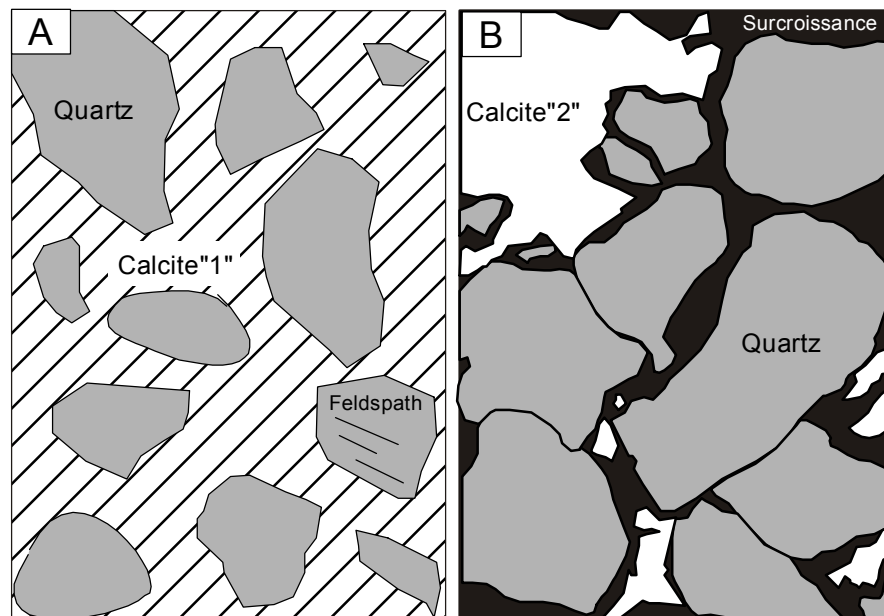 A
Quartz
Calcite"1"
Feldspath
B
Surcroissance
Calcite"2"
Quartz